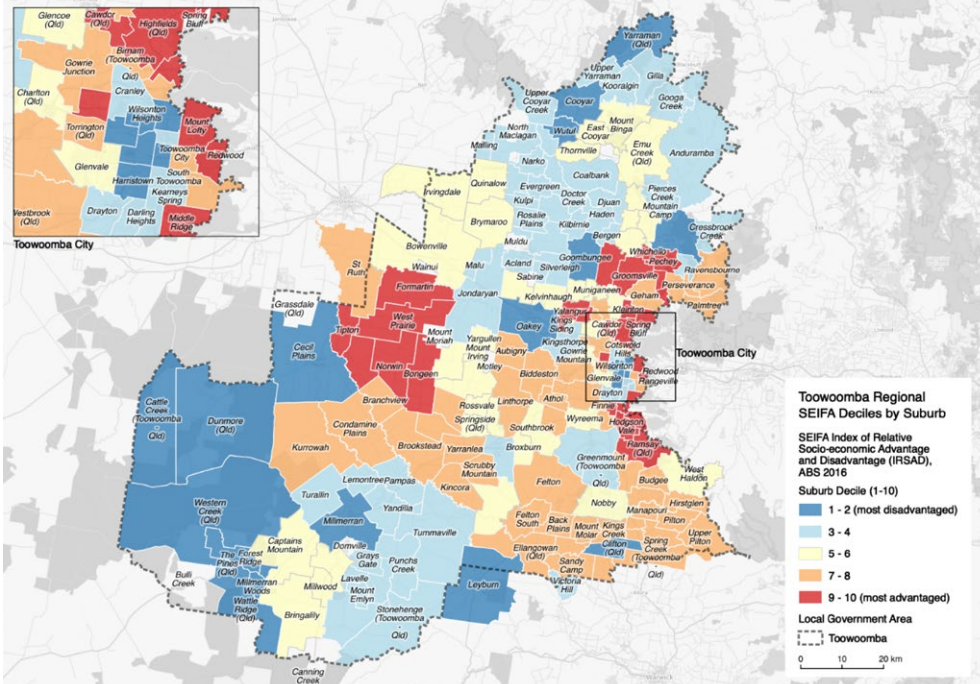 Glencoe
(Qld)
Cawdor
(Qld)
Highfields
(Qld)
Spring
Bluff
Gowrie
Junction
Birnam
(Toowoomba
Qld)
Charlton
(Qld)
Cranley
Wilsonton
Heights
Mount
Lofty
Torrington
(Qld)
Toowoomba
City
Redwood
Glenvale
Harristown
South
Toowoomba
Kearneys
Spring
Westbrook
(Qld)
Drayton
Darling
Heights
Middle
Ridge
Toowoomba City
Yarraman
(Qld)
Upper
Yarraman
Kooralgin
Gilla
Upper
Cooyar
Creek
Cooyar
Googa
Creek
North
Maclagan
Wutul
East
Cooyar
Mount
Binga
Malling
Thornville
Emu
Creek
(Qld)
Anduramba
Narko
Irvingdale
Quinalow
Evergreen
Coalbank
Kulpi
Doctor
Creek
Djuan
Pierces
Creek
Mountain
Camp
Brymaroo
Rosalie
Plains
Haden
Kilbirnie
Cressbrook
Creek
Bergen
Muldu
Bowenville
Goombungee
Whichello
Pechey
St
Ruth
Wainui
Malu
Acland
Silverleigh
Groomsville
Ravensbourne
Sabine
Perseverance
Formartin
Jondaryan
Kelvinhaugh
Muniganeen
Geham
Palmtree
Grassdale
(Qld)
Yalangur
Kleinton
Tipton
West
Prairie
Mount
Moriah
Oakey
Kings
Siding
Cawdor
(Qld)
Spring
Bluff
Cecil
Plains
Yargullen
Kingsthorpe
Cotswold
Hills
Toowoomba City
Mount
Irving
Aubigny
Gowrie
Mountain
Norwin
Bongeen
Motley
Biddeston
Wilsonton
Redwood
Glenvale
Rangeville
Drayton
Branchview
Linthorpe
Athol
Cattle
Creek
(Toowoomba
-
Qld)
Dunmore
(Qld)
Rossvale
Finnie
Springside
(Qld)
Wyreema
Hodgson
Vale
Condamine
Plains
Southbrook
Ramsay
(Qld)
Kurrowah
Brookstead
Yarranlea
Broxburn
Greenmount
(Toowoomba
-
Qld)
West
Haldon
Scrubby
Mountain
Lemontree
Pampas
Felton
Budgee
Turallin
Kincora
Western
Creek
(Qld)
Yandilla
Nobby
Hirstglen
Millmerran
Manapouri
Pilton
Felton
South
Back
Plains
Mount
Molar
Kings
Creek
Upper
Pilton
Captains
Mountain
Tummaville
Clifton
(Qld)
Spring
Creek
(Toowoomba
-
Qld)
Domville
Ellangowan
(Qld)
The
Pines
(Qld)
Forest
Ridge
Grays
Gate
Punchs
Creek
Sandy
Camp
Bulli
Creek
Millmerran
Woods
Millwood
Lavelle
Leyburn
Victoria
Hill
Wattle
Ridge
(Qld)
Mount
Emlyn
Bringalily
Stonehenge
(Toowoomba
-
Qld)
Canning
Creek
Toowoomba Regional
SEIFA Deciles by Suburb
SEIFA Index of Relative
Socio-economic Advantage
and Disadvantage (IRSAD),
ABS 2016
Suburb Decile (1-10)
1 - 2 (most disadvantaged)
3 - 4
5 - 6
7 - 8
9 - 10 (most advantaged)
Local Government Area
Toowoomba
0 10 20 km